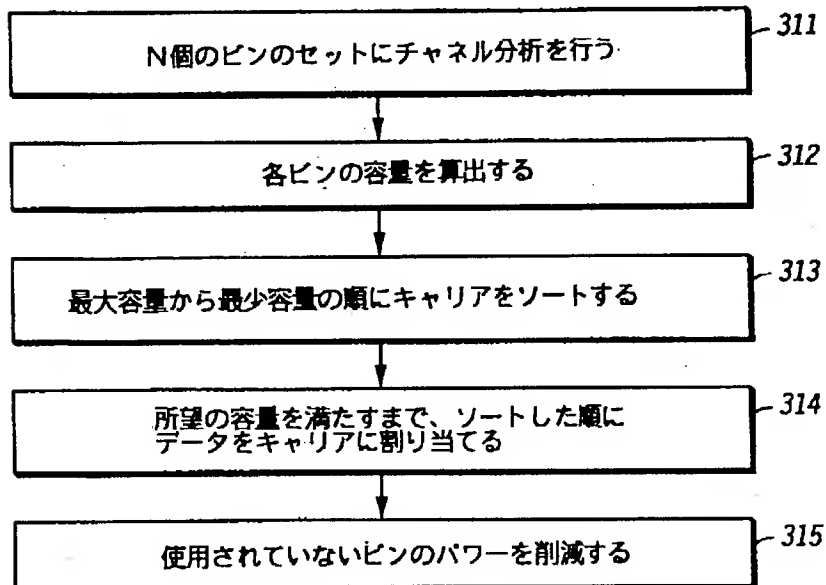 N個のビンのセットにチャネル分析を行う
311
各ビンの容量を算出する
312
最大容量から最少容量の順にキャリアをソートする
313
所望の容量を満たすまで、ソートした順に
データをキャリアに割り当てる
314
使用されていないビンのパワーを削減する
315